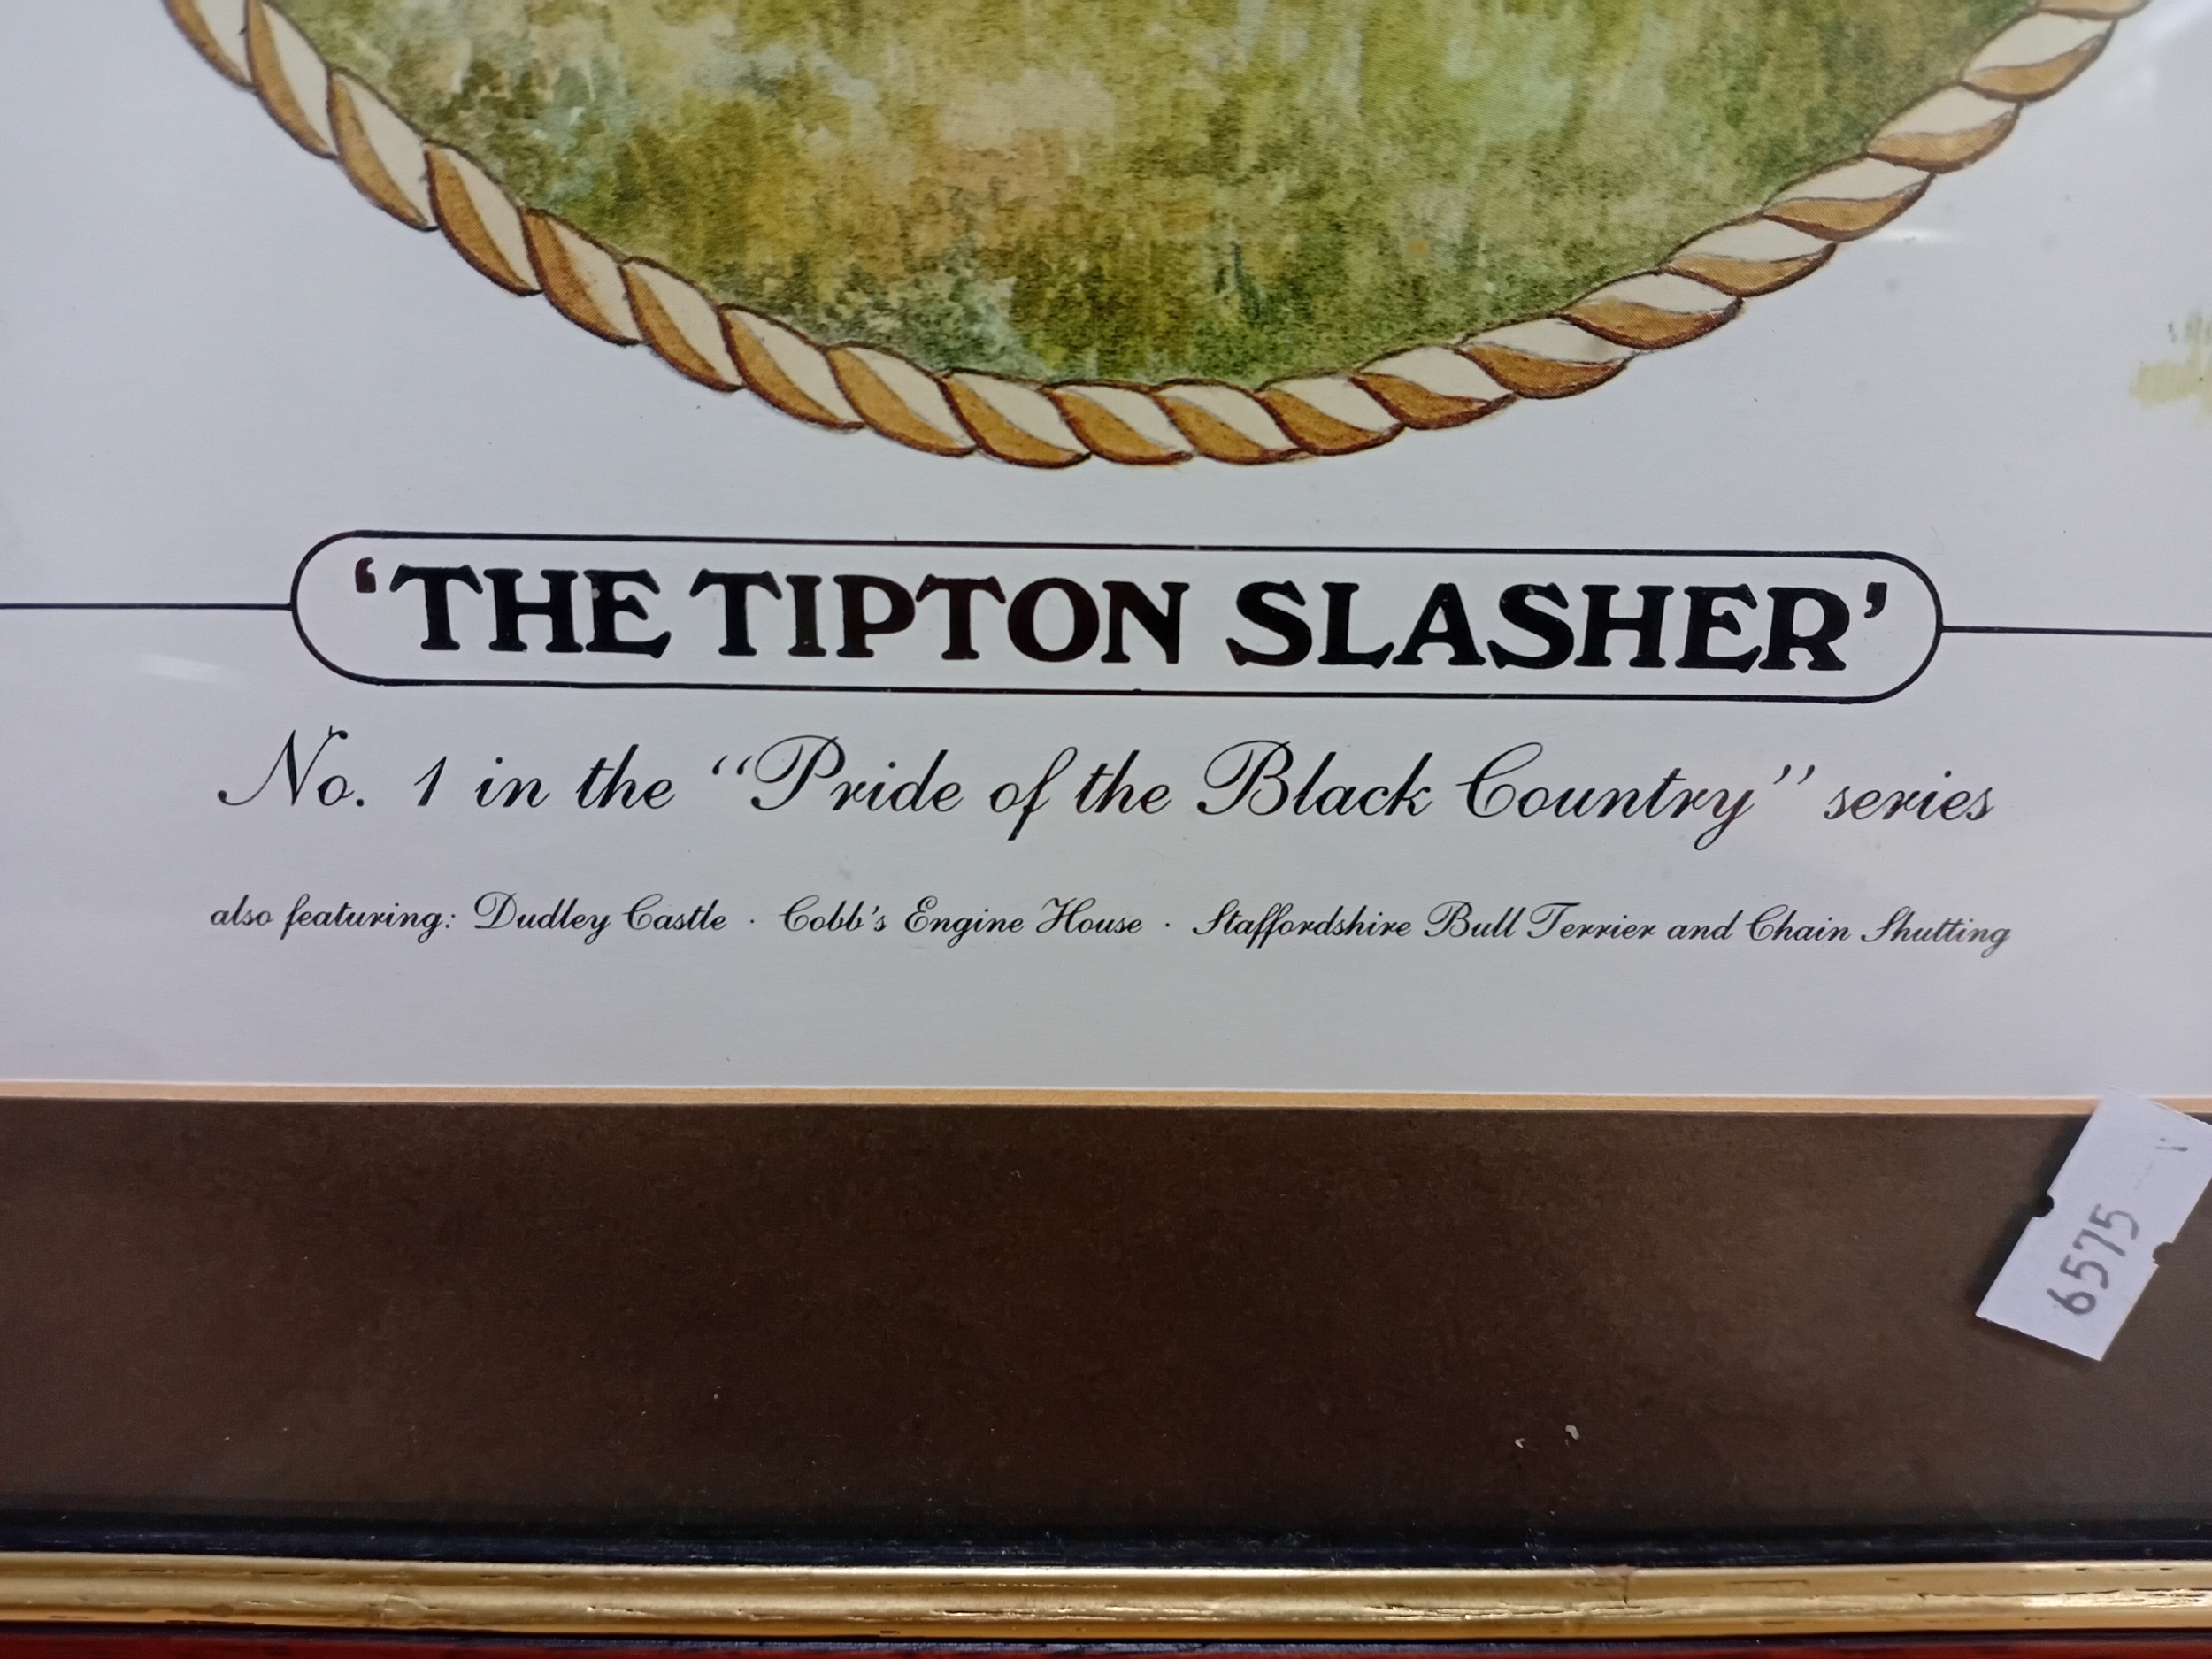 ‘THE TIPTON SLASHER’
No. 1 in the “Pride of the Black Country” series
also featuring: Dudley Castle · Cobb's Engine House · Staffordshire Bull Terrier and Chain Shutting
6575